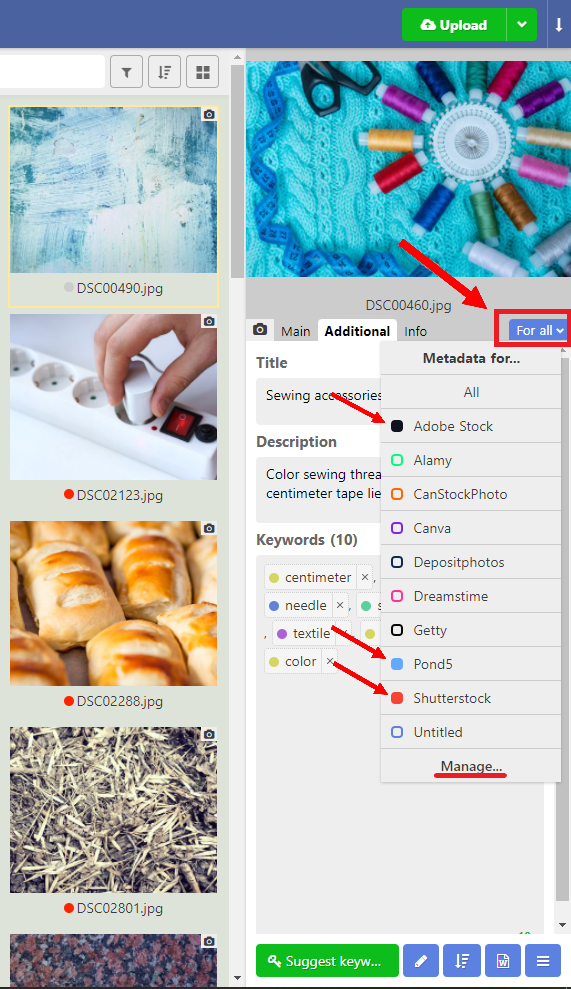 Upload
DSC00490.jpg
DSC02123.jpg
DSC02288.jpg
DSC02801.jpg
DSC00460.jpg
Main
Additional
Info
For all
Title
Sewing accessories
Description
Color sewing threa
centimeter tape lie
Keywords (10)
centimeter ×,
needle ×, s
, textile
color ×
Metadata for...
All
Adobe Stock
Alamy
CanStockPhoto
Canva
Depositphotos
Dreamstime
Getty
Pond5
Shutterstock
Untitled
Manage...
Suggest keyw...
W